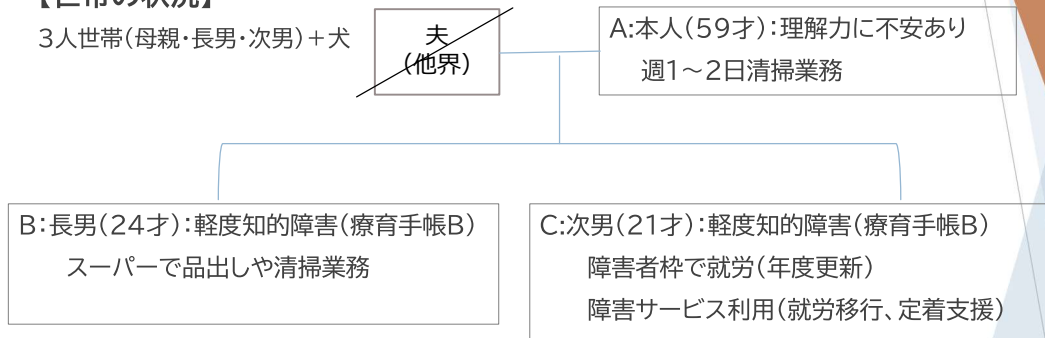 【世帯の状況】
3人世帯(母親・長男・次男)+犬
夫
(他界)
A:本人(59才):理解力に不安あり
週1～2日清掃業務
B:長男(24才):軽度知的障害(療育手帳B)
スーパーで品出しや清掃業務
C:次男(21才):軽度知的障害(療育手帳B)
障害者枠で就労(年度更新)
障害サービス利用(就労移行、定着支援)